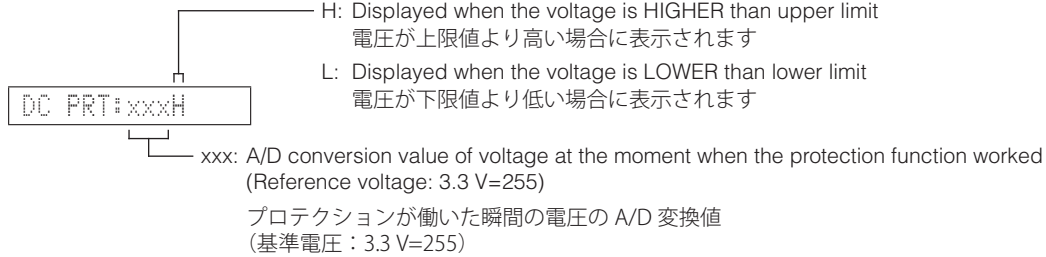 H: Displayed when the voltage is HIGHER than upper limit
電圧が上限値より高い場合に表示されます
L: Displayed when the voltage is LOWER than lower limit
電圧が下限値より低い場合に表示されます
DC PRT:xxxH
xxx: A/D conversion value of voltage at the moment when the protection function worked
(Reference voltage: 3.3 V=255)
プロテクションが働いた瞬間の電圧の A/D 変換値
（基準電圧：3.3 V=255）